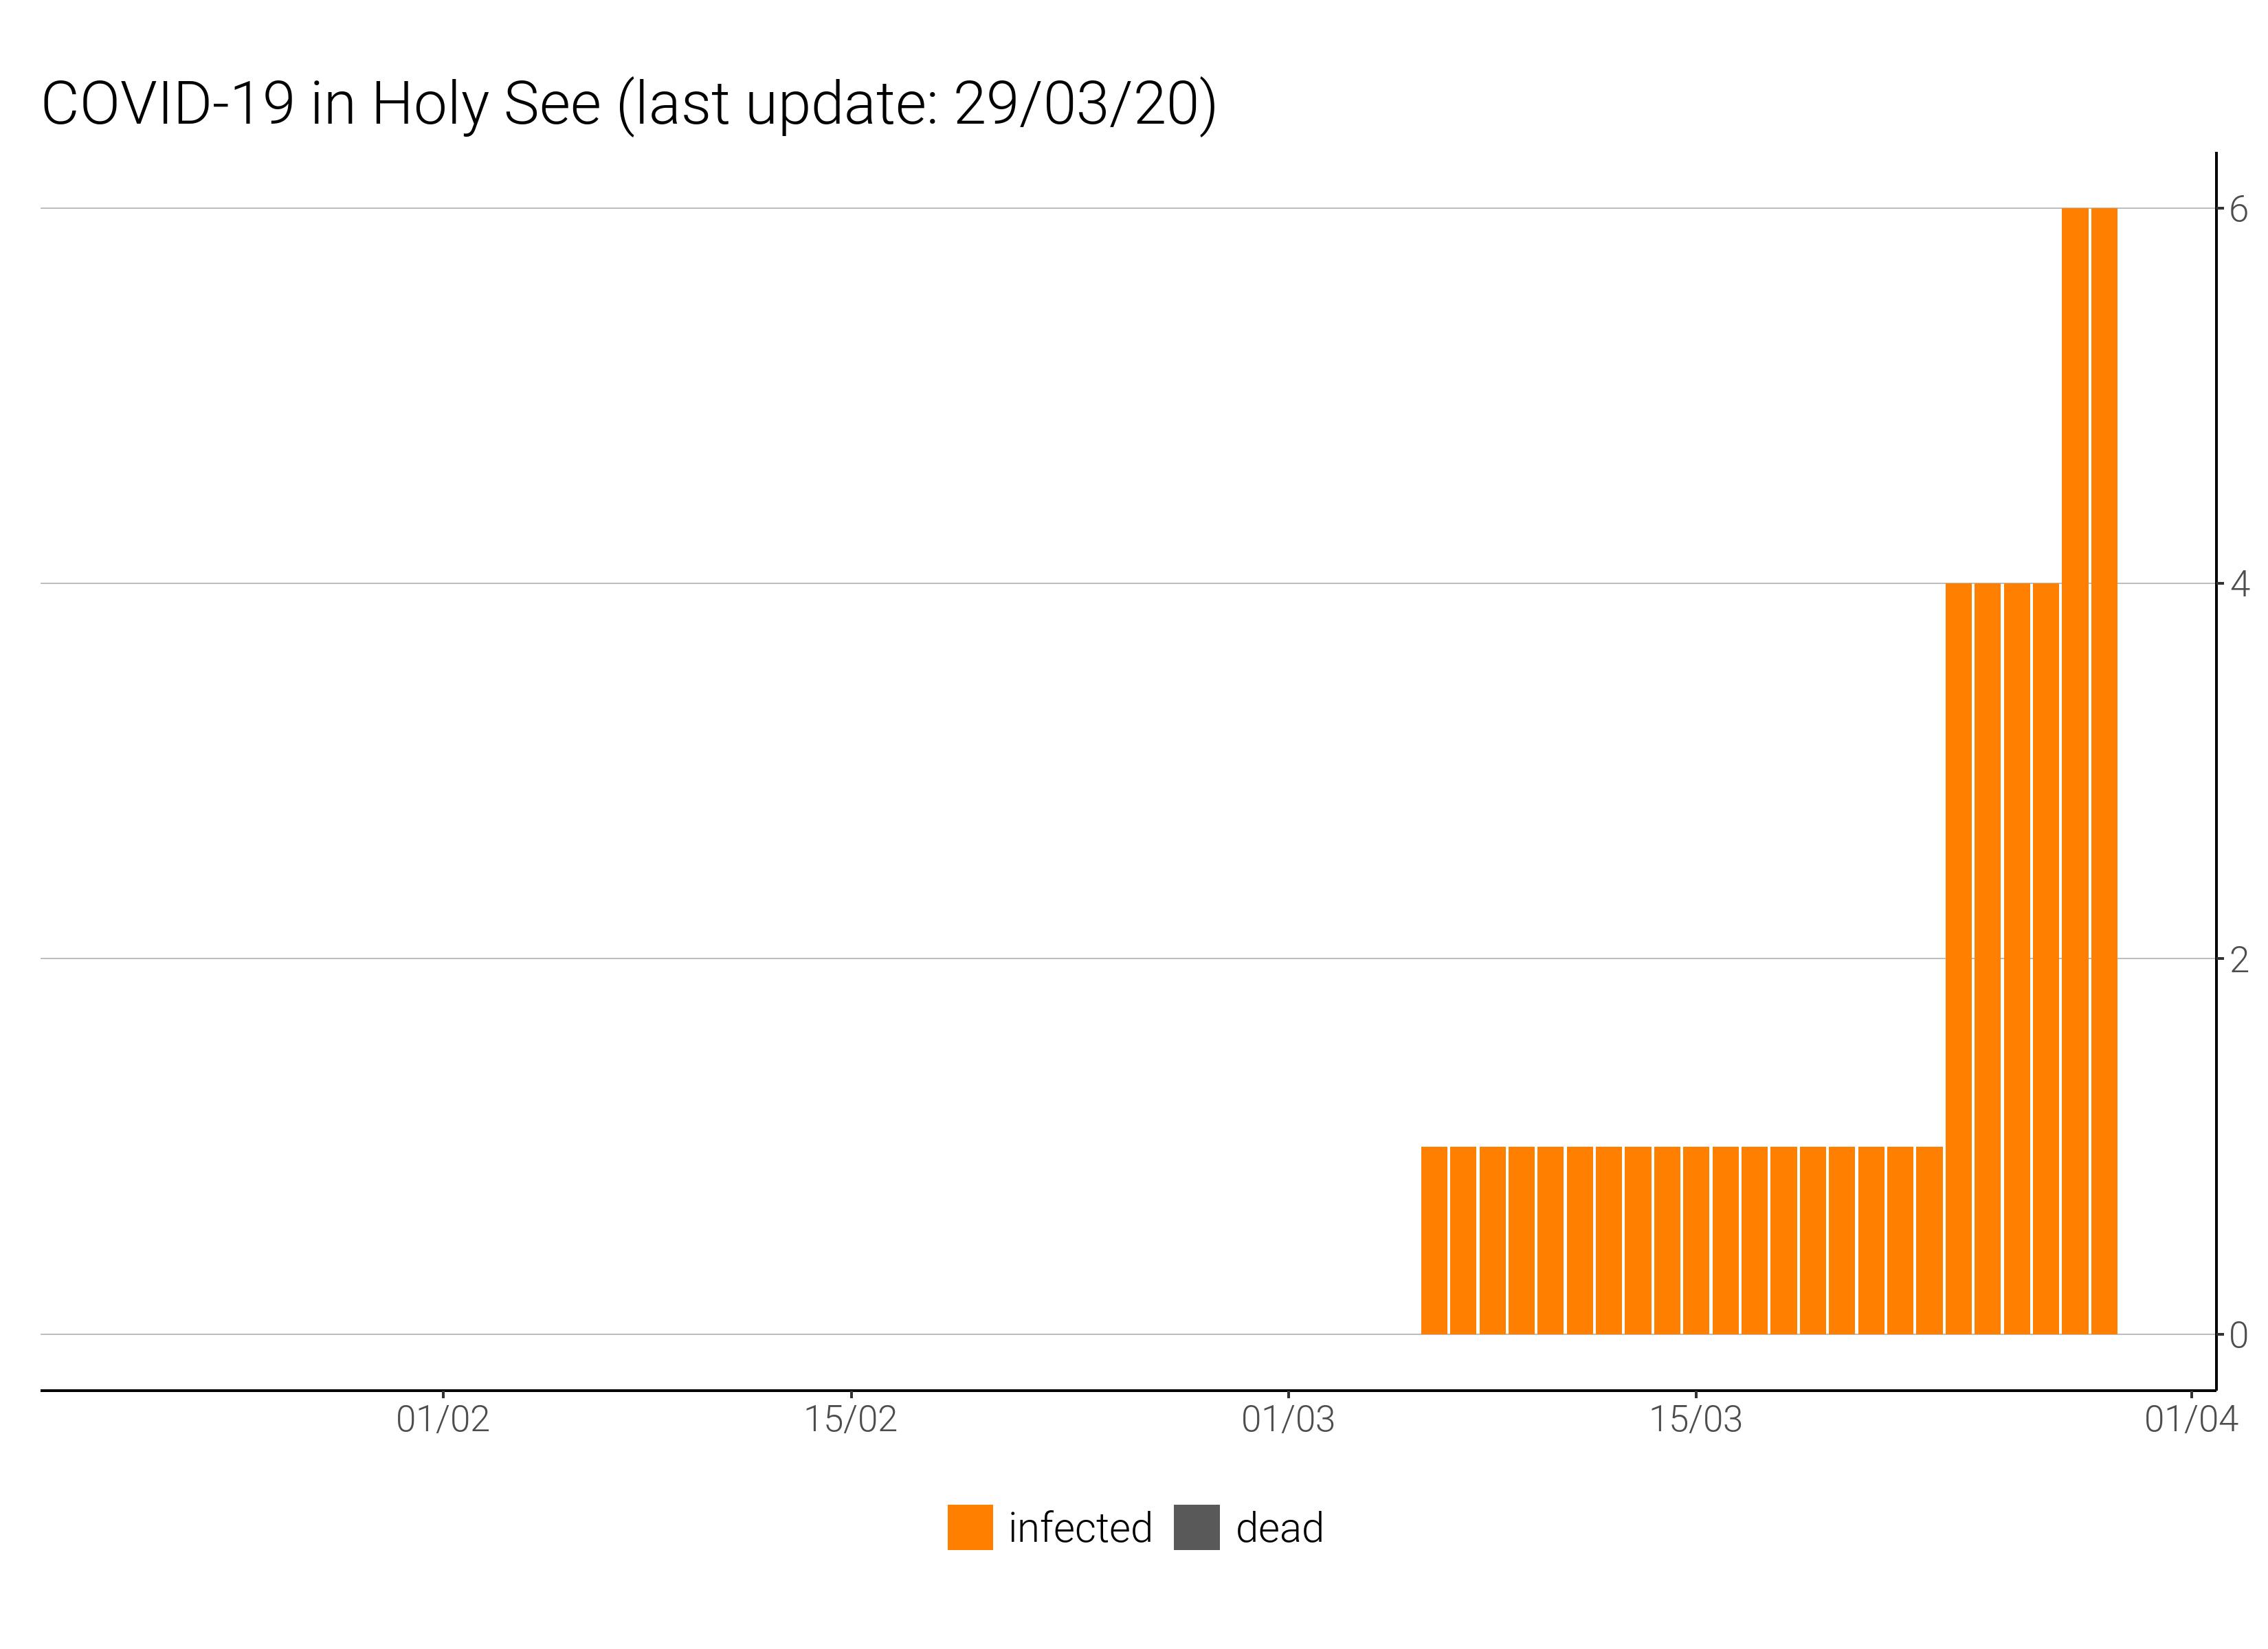 COVID-19 in Holy See (last update: 29/03/20)
6
4
2
0
01/02 15/02 01/03 15/03 01/04
infected dead